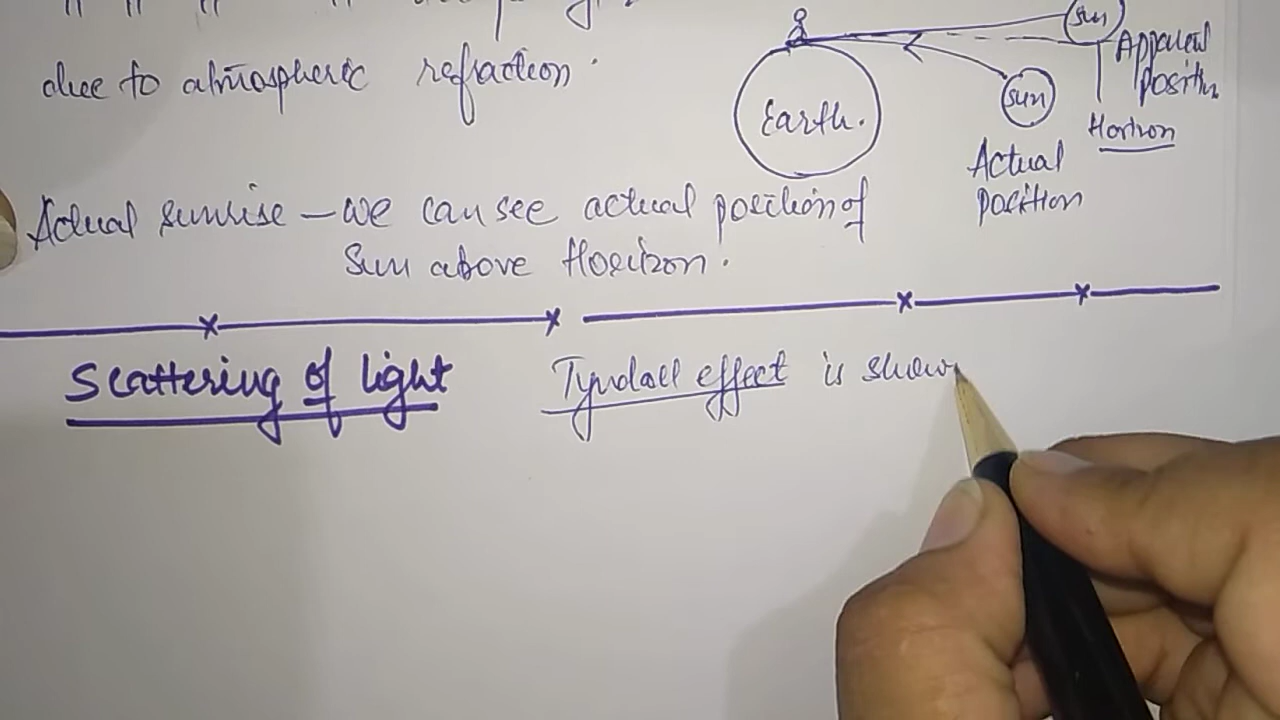 due to atmospheric refraction.
Sun
Apparent
Position
Earth.
Sun
Horizon
Actual
position
Actual sunrise — we can see actual position of
Sun above Horizon.
Scattering of light
Tyndall effect is show